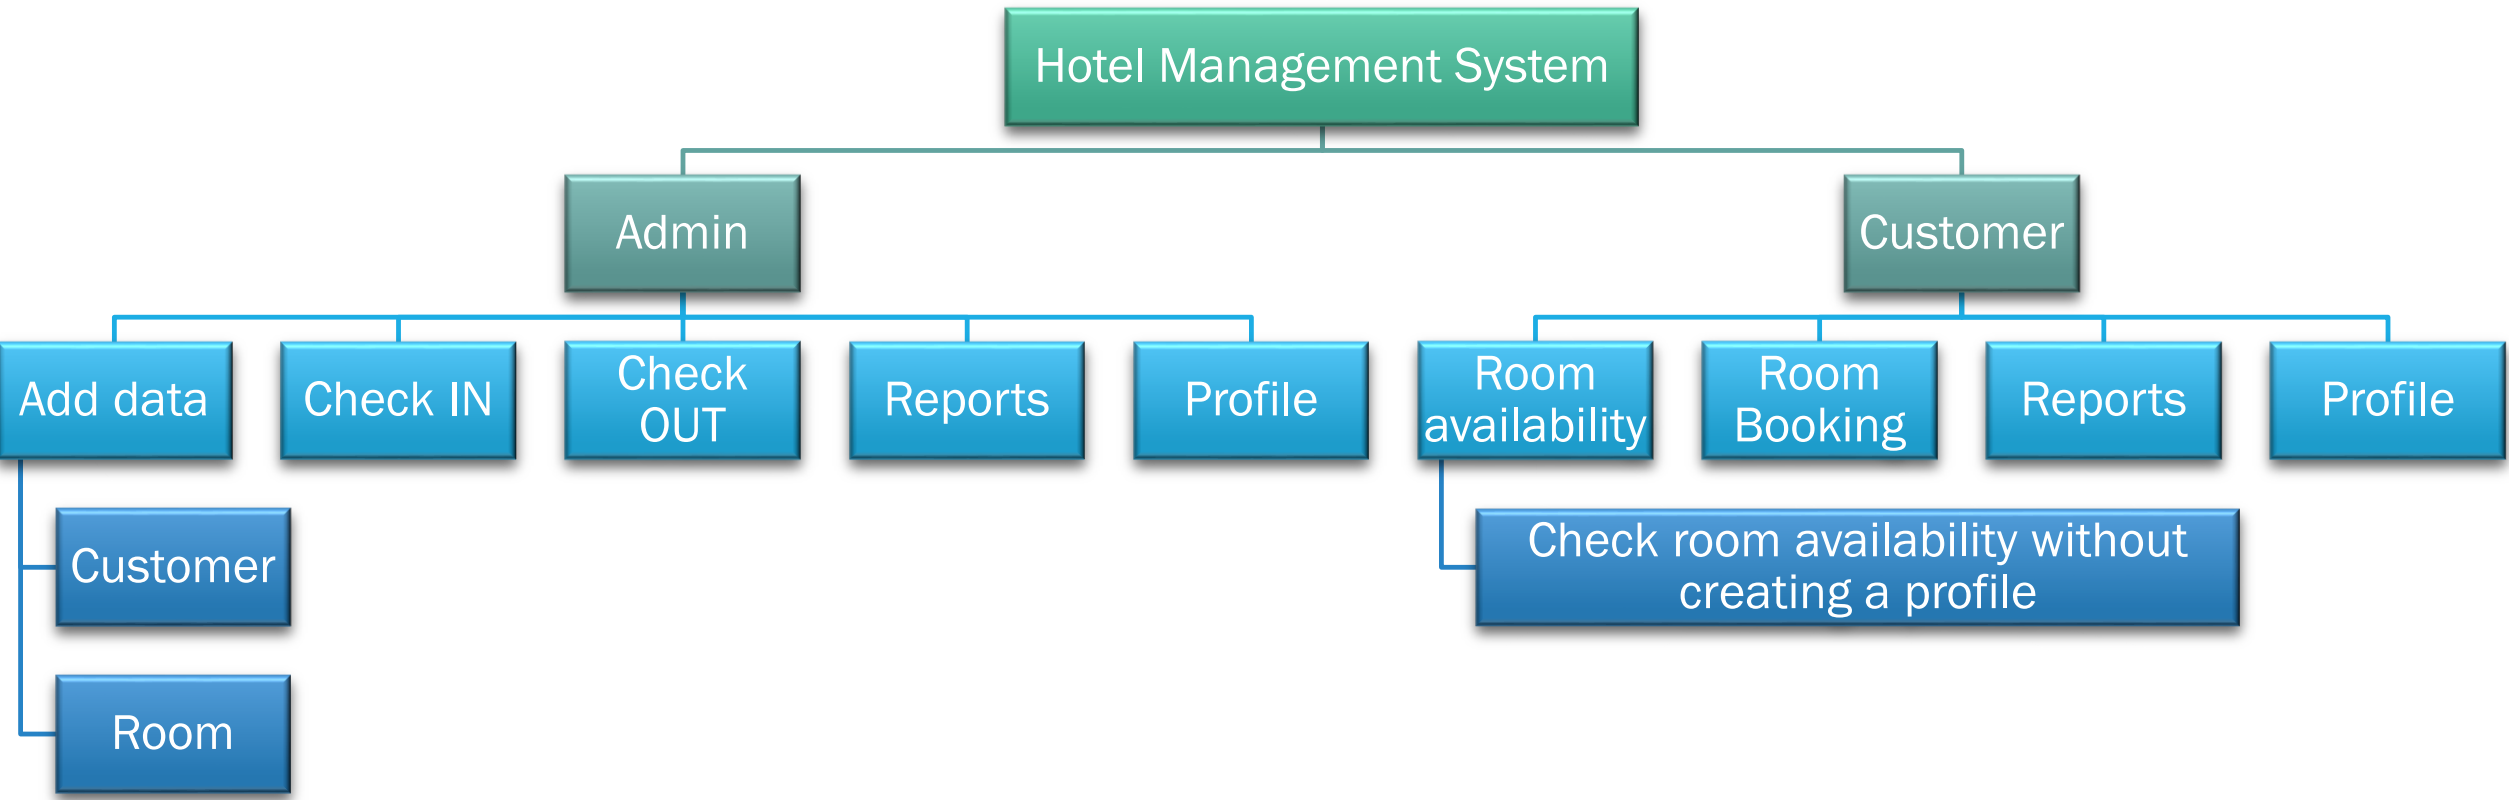 Hotel Management System
Admin
Customer
Add data
Check IN
Check
OUT
Reports
Profile
Room
availability
Room
Booking
Reports
Profile
Customer
Room
Check room availability without
creating a profile